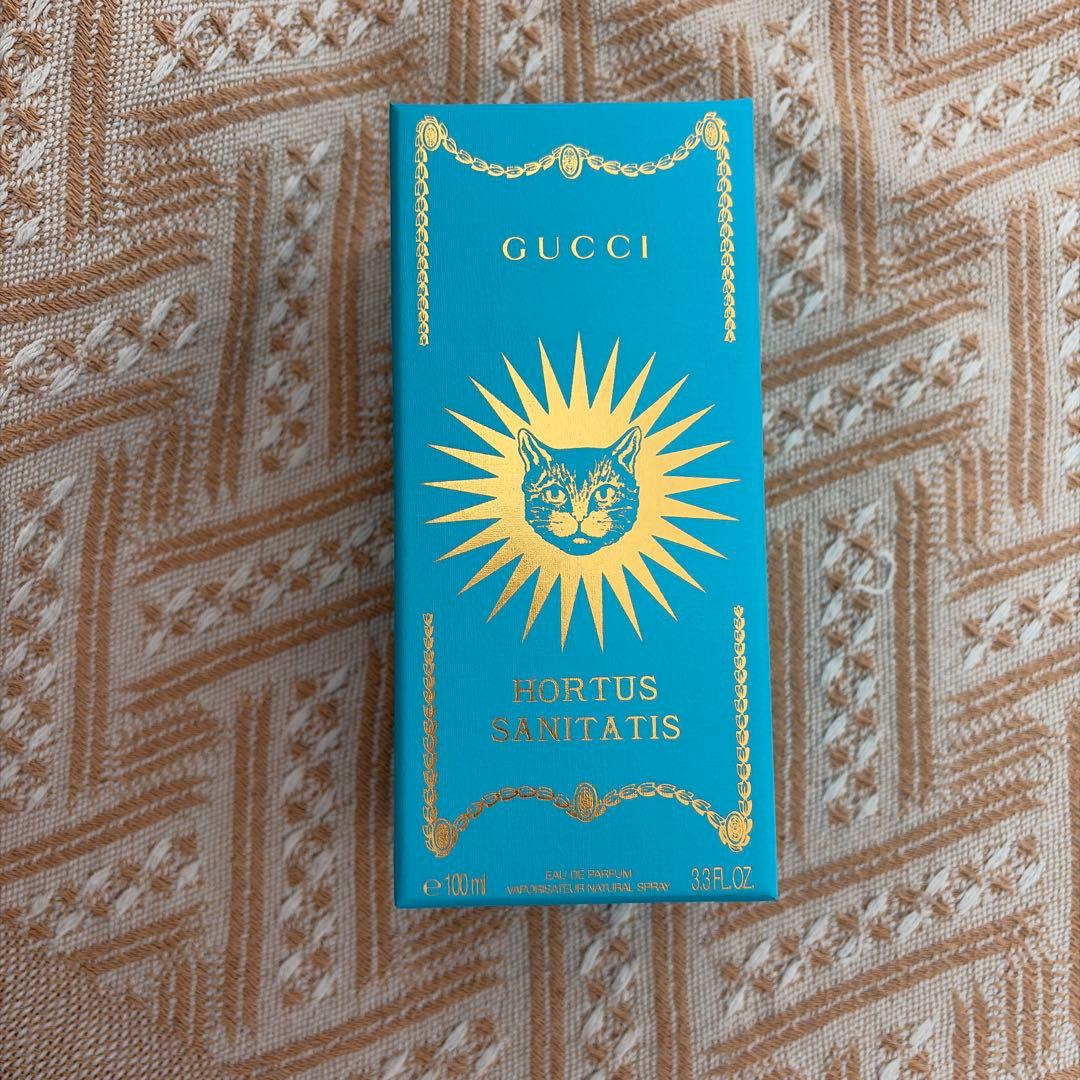 GUCCI
HORTUS
SANITATIS
EAU DE PARFUM
℮ 100 ml VAPORISATEUR NATURAL SPRAY 3.3 FL. OZ.